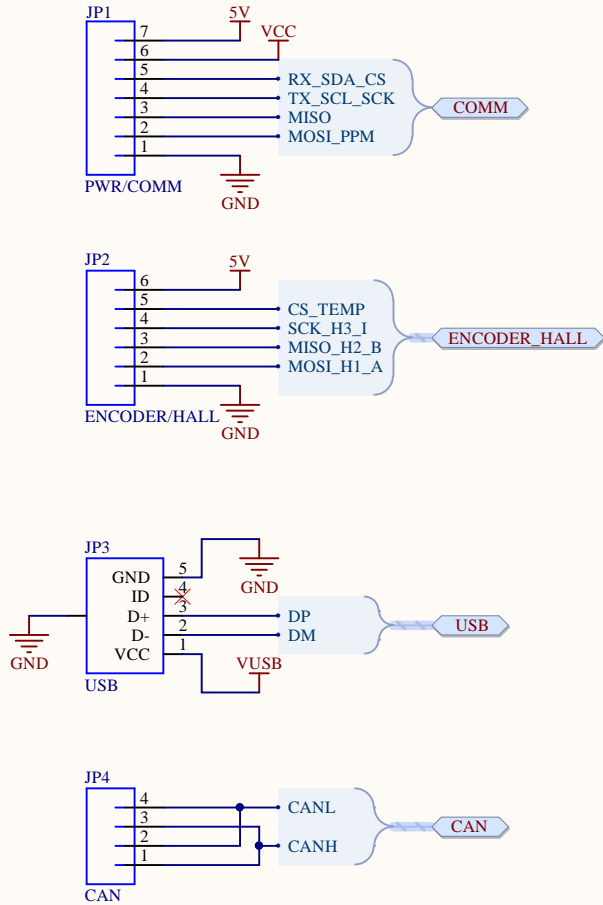 JP1
5V
7
VCC
6
5 RX_SDA_CS
4 TX_SCL_SCK
COMM
3 MISO
2 MOSI_PPM
1
PWR/COMM
GND
JP2
5V
6
5 CS_TEMP
4 SCK_H3_I
ENCODER_HALL
3 MISO_H2_B
2 MOSI_H1_A
1
ENCODER/HALL
GND
JP3
GND 5
GND
ID 4
D+ 3 DP
USB
D- 2 DM
VCC 1
GND
VUSB
USB
JP4
4 CANL
3
CAN
2 CANH
1
CAN